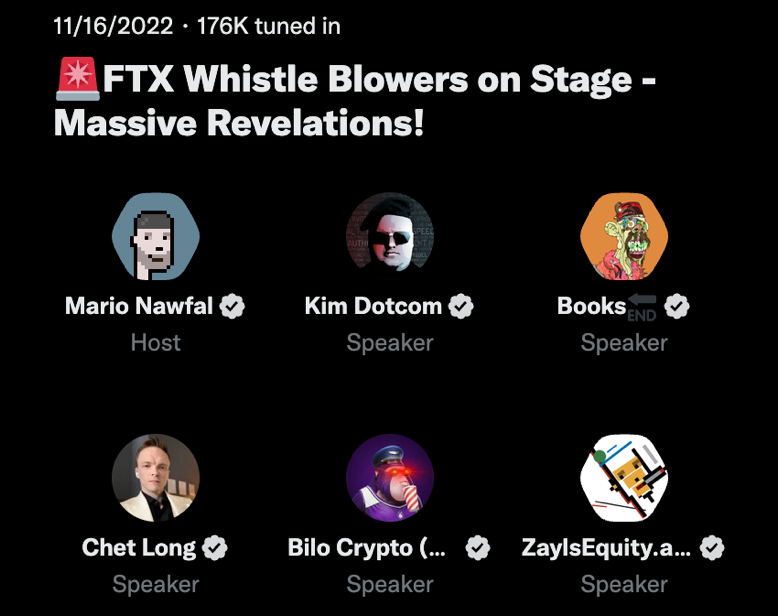 11/16/2022 · 176K tuned in
🚨FTX Whistle Blowers on Stage -
Massive Revelations!
Mario Nawfal
Kim Dotcom
Books🔚
Host
Speaker
Speaker
Chet Long
Bilo Crypto (...
ZayIsEquity.a...
Speaker
Speaker
Speaker